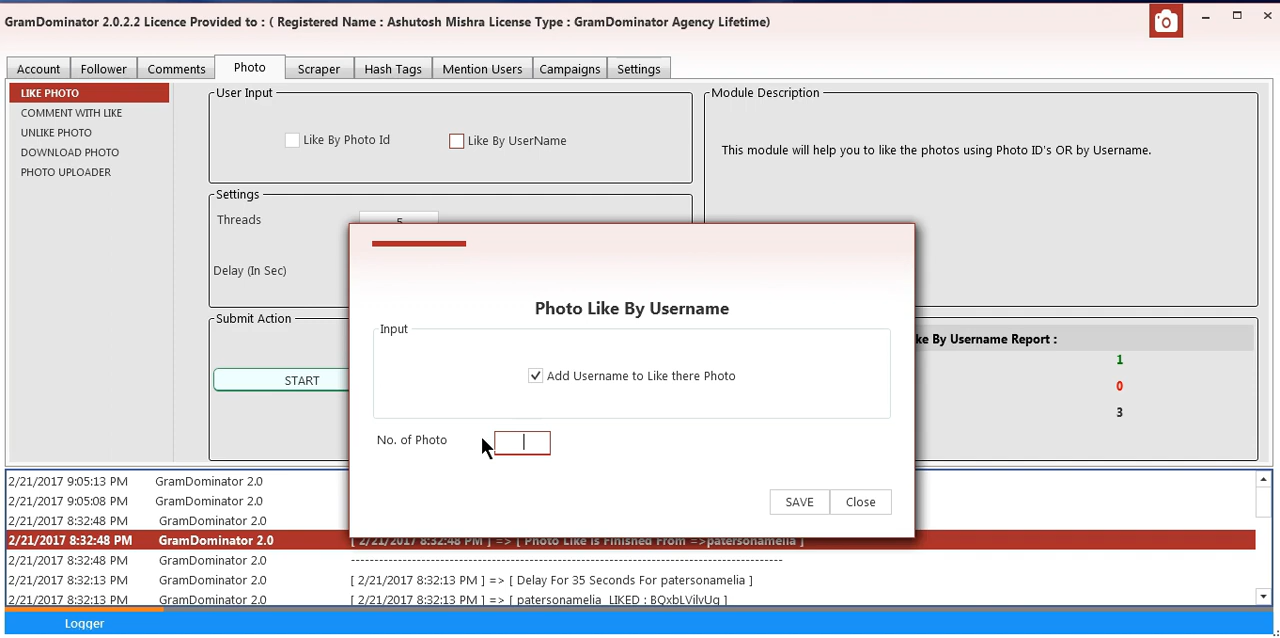 GramDominator 2.0.2.2 Licence Provided to : ( Registered Name : Ashutosh Mishra License Type : GramDominator Agency Lifetime)
Account Follower Comments Photo Scraper Hash Tags Mention Users Campaigns Settings
LIKE PHOTO
COMMENT WITH LIKE
UNLIKE PHOTO
DOWNLOAD PHOTO
PHOTO UPLOADER
User Input
Like By Photo Id Like By UserName
Settings
Threads 5
Delay (In Sec)
Submit Action
START
Module Description
This module will help you to like the photos using Photo ID's OR by Username.
ke By Username Report :
1
0
3
Photo Like By Username
Input
Add Username to Like there Photo
No. of Photo
SAVE Close
2/21/2017 9:05:13 PM GramDominator 2.0
2/21/2017 9:05:08 PM GramDominator 2.0
2/21/2017 8:32:48 PM GramDominator 2.0
2/21/2017 8:32:48 PM GramDominator 2.0 [ 2/21/2017 8:32:48 PM ] => [ Photo Like is Finished From =>patersonamelia ]
2/21/2017 8:32:48 PM GramDominator 2.0 --------------------------------------------------------------------------------------
2/21/2017 8:32:13 PM GramDominator 2.0 [ 2/21/2017 8:32:13 PM ] => [ Delay For 35 Seconds For patersonamelia ]
2/21/2017 8:32:13 PM GramDominator 2.0 [ 2/21/2017 8:32:13 PM ] => [ patersonamelia LIKED :
Logger